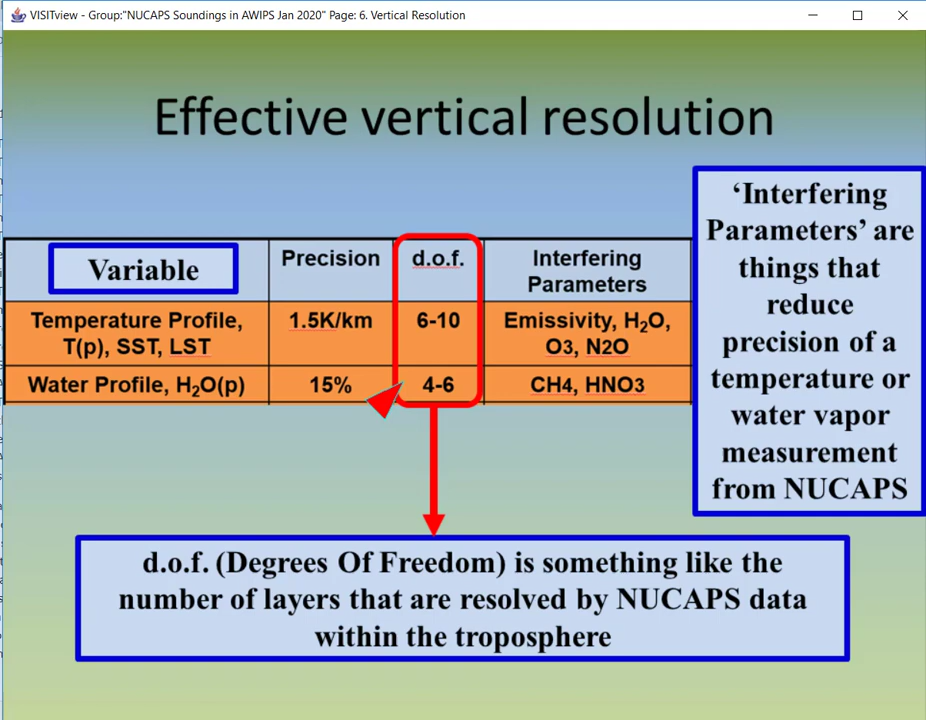 VISITview - Group:"NUCAPS Soundings in AWIPS Jan 2020" Page: 6. Vertical Resolution
Effective vertical resolution
Variable
Precision
d.o.f.
Interfering
Parameters
Temperature Profile,
T(p), SST, LST
1.5K/km
6-10
Emissivity, H2O,
O3, N2O
Water Profile, H2O(p)
15%
4-6
CH4, HNO3
‘Interfering
Parameters’ are
things that
reduce
precision of a
temperature or
water vapor
measurement
from NUCAPS
d.o.f. (Degrees Of Freedom) is something like the
number of layers that are resolved by NUCAPS data
within the troposphere